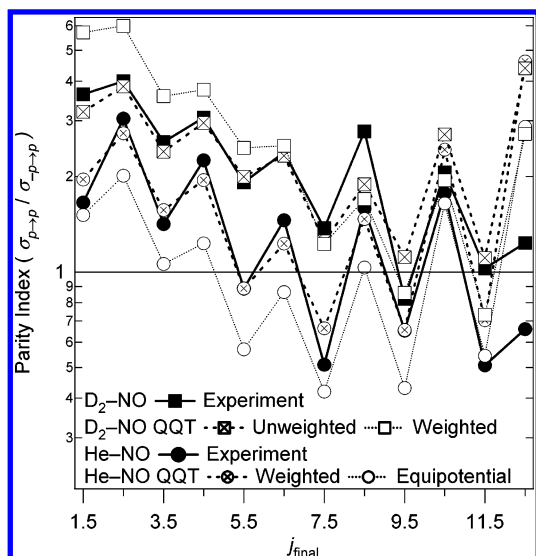 6
5
4
3
2
1
9
8
7
6
5
4
3
Parity Index ( σp→p / σ-p→p )
D2–NO Experiment
D2–NO QQT Unweighted Weighted
He–NO Experiment
He–NO QQT Weighted Equipotential
1.5 3.5 5.5 7.5 9.5 11.5
jfinal